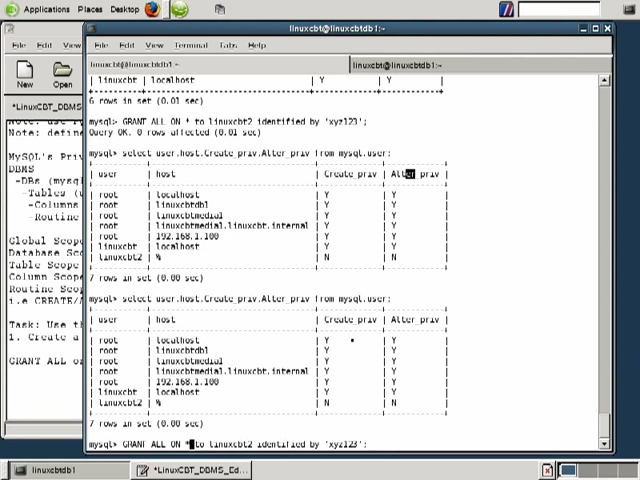 Applications Places Desktop
linuxcbt@linuxcbtdb1:~
File Edit View Terminal Tabs Help
linuxcbt@linuxcbtdb1:~ linuxcbt@linuxcbtdb1:~
File Edit View
New Open
*LinuxCBT_DBMS
Note: define
MySQL's Priv
DBMS
-DBs (mysq
-Tables (u
-Columns
-Routine
Global Scope
Database Sco
Table Scope
Column Scope
Routine Scop
i.e CREATE/A
Task: Use th
1. Create a
GRANT ALL on
| linuxcbt | localhost | Y | Y |
6 rows in set (0.01 sec)
mysql> GRANT ALL ON * to linuxcbt2 identified by 'xyz123';
Query OK, 0 rows affected (0.01 sec)
mysql> select user,host,Create_priv,Alter_priv from mysql.user;
| user | host | Create_priv | Alter_priv |
| root | localhost | Y | Y |
| root | linuxcbtdb1 | Y | Y |
| root | linuxcbtmedia1 | Y | Y |
| root | linuxcbtmedia1.linuxcbt.internal | Y | Y |
| root | 192.168.1.100 | Y | Y |
| linuxcbt | localhost | Y | Y |
| linuxcbt2 | % | N | N |
7 rows in set (0.00 sec)
mysql> select user,host,Create_priv,Alter_priv from mysql.user;
| user | host | Create_priv | Alter_priv |
| root | localhost | Y | Y |
| root | linuxcbtdb1 | Y | Y |
| root | linuxcbtmedia1 | Y | Y |
| root | linuxcbtmedia1.linuxcbt.internal | Y | Y |
| root | 192.168.1.100 | Y | Y |
| linuxcbt | localhost | Y | Y |
| linuxcbt2 | % | N | N |
7 rows in set (0.00 sec)
mysql> GRANT ALL ON * to linuxcbt2 identified by 'xyz123';
linuxcbtdb1 *LinuxCBT_DBMS_Ed...